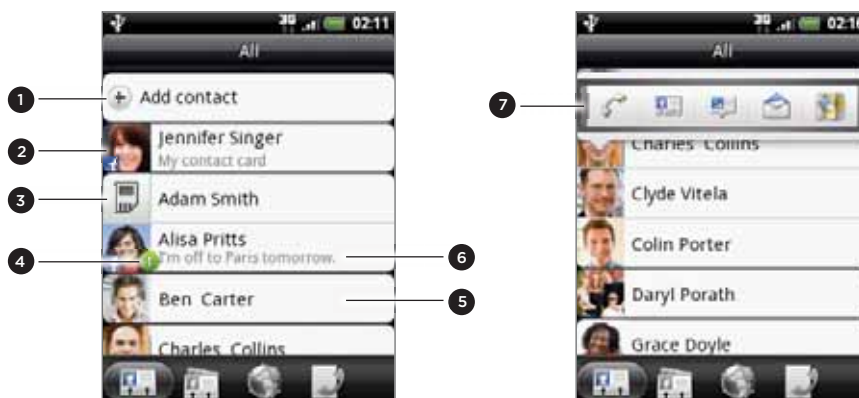 3G 02:11
All
1 Add contact
2 Jennifer Singer
My contact card
3 Adam Smith
Alisa Pritts
4 I'm off to Paris tomorrow. 6
Ben Carter 5
Charles Collins
3G 02:16
All
7
Charles Collins
Clyde Vitela
Colin Porter
Daryl Porath
Grace Doyle